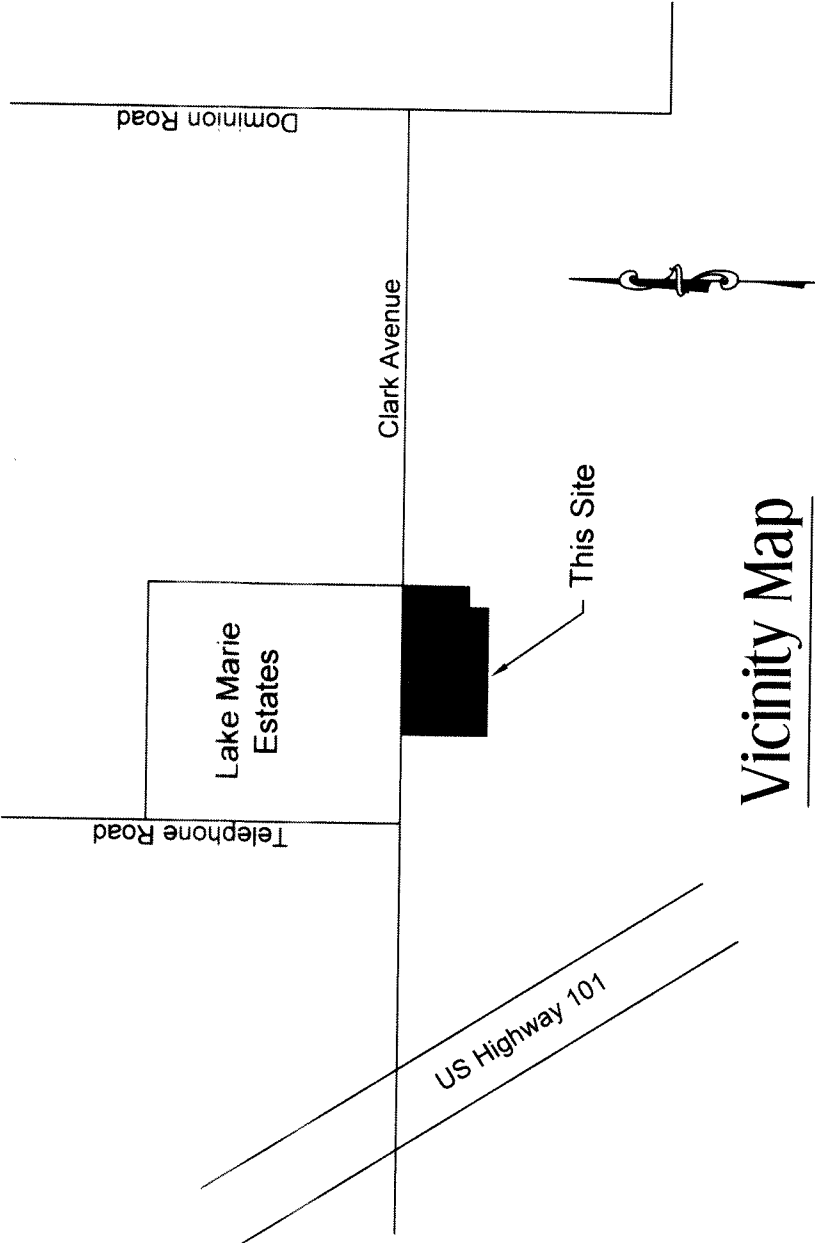 Dominion Road
Clark Avenue
Lake Marie
Estates
This Site
Telephone Road
US Highway 101
Vicinity Map